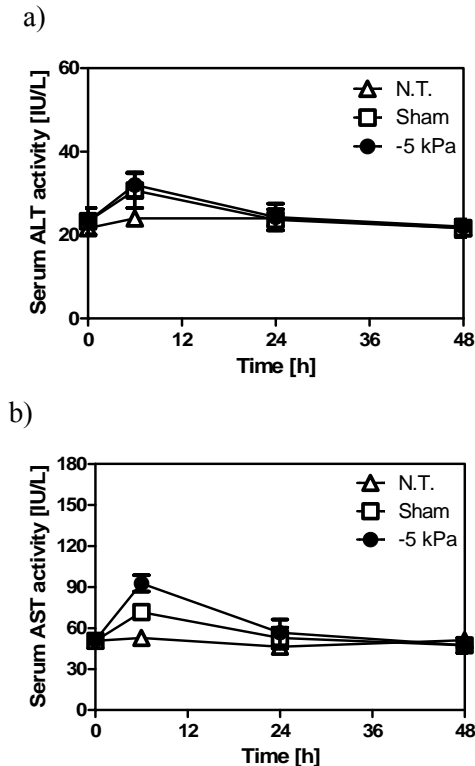 a)
Serum ALT activity [IU/L]
60
40
20
0
N.T.
Sham
-5 kPa
0 12 24 36 48
Time [h]
b)
Serum AST activity [IU/L]
180
150
120
90
60
30
0
N.T.
Sham
-5 kPa
0 12 24 36 48
Time [h]